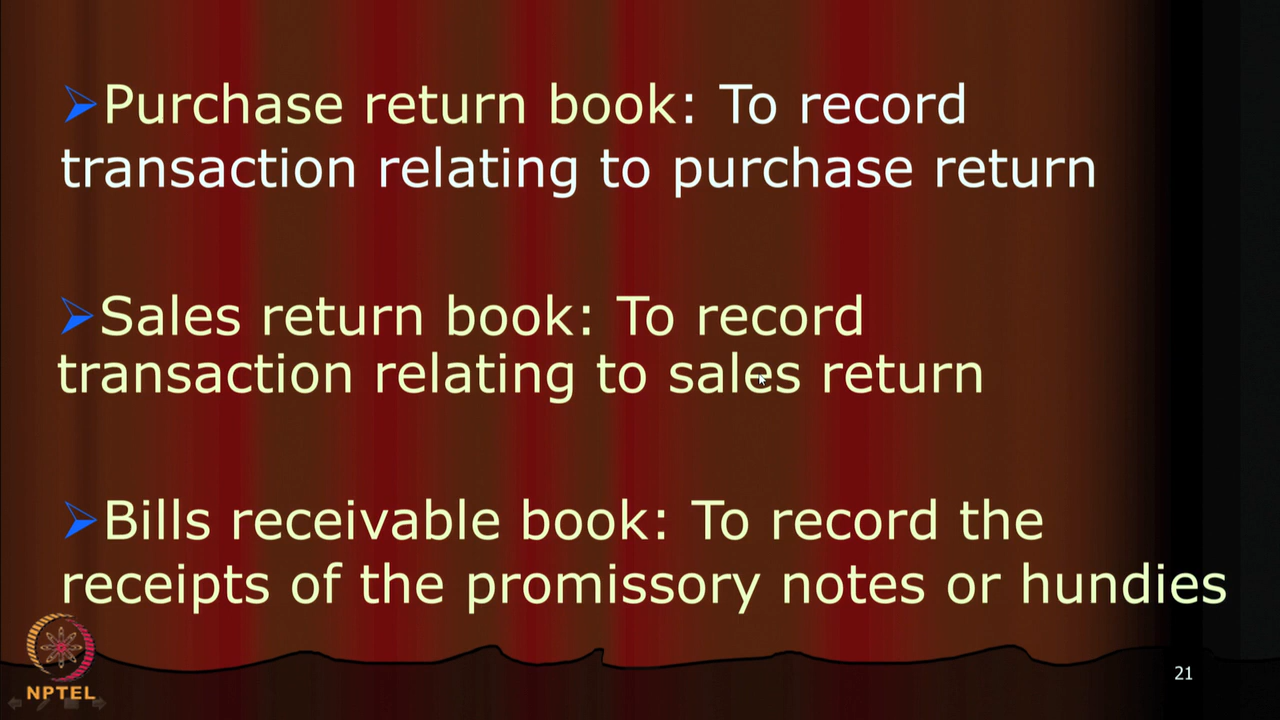 ➢Purchase return book: To record
transaction relating to purchase return
➢Sales return book: To record
transaction relating to sales return
➢Bills receivable book: To record the
receipts of the promissory notes or hundies
NPTEL
21